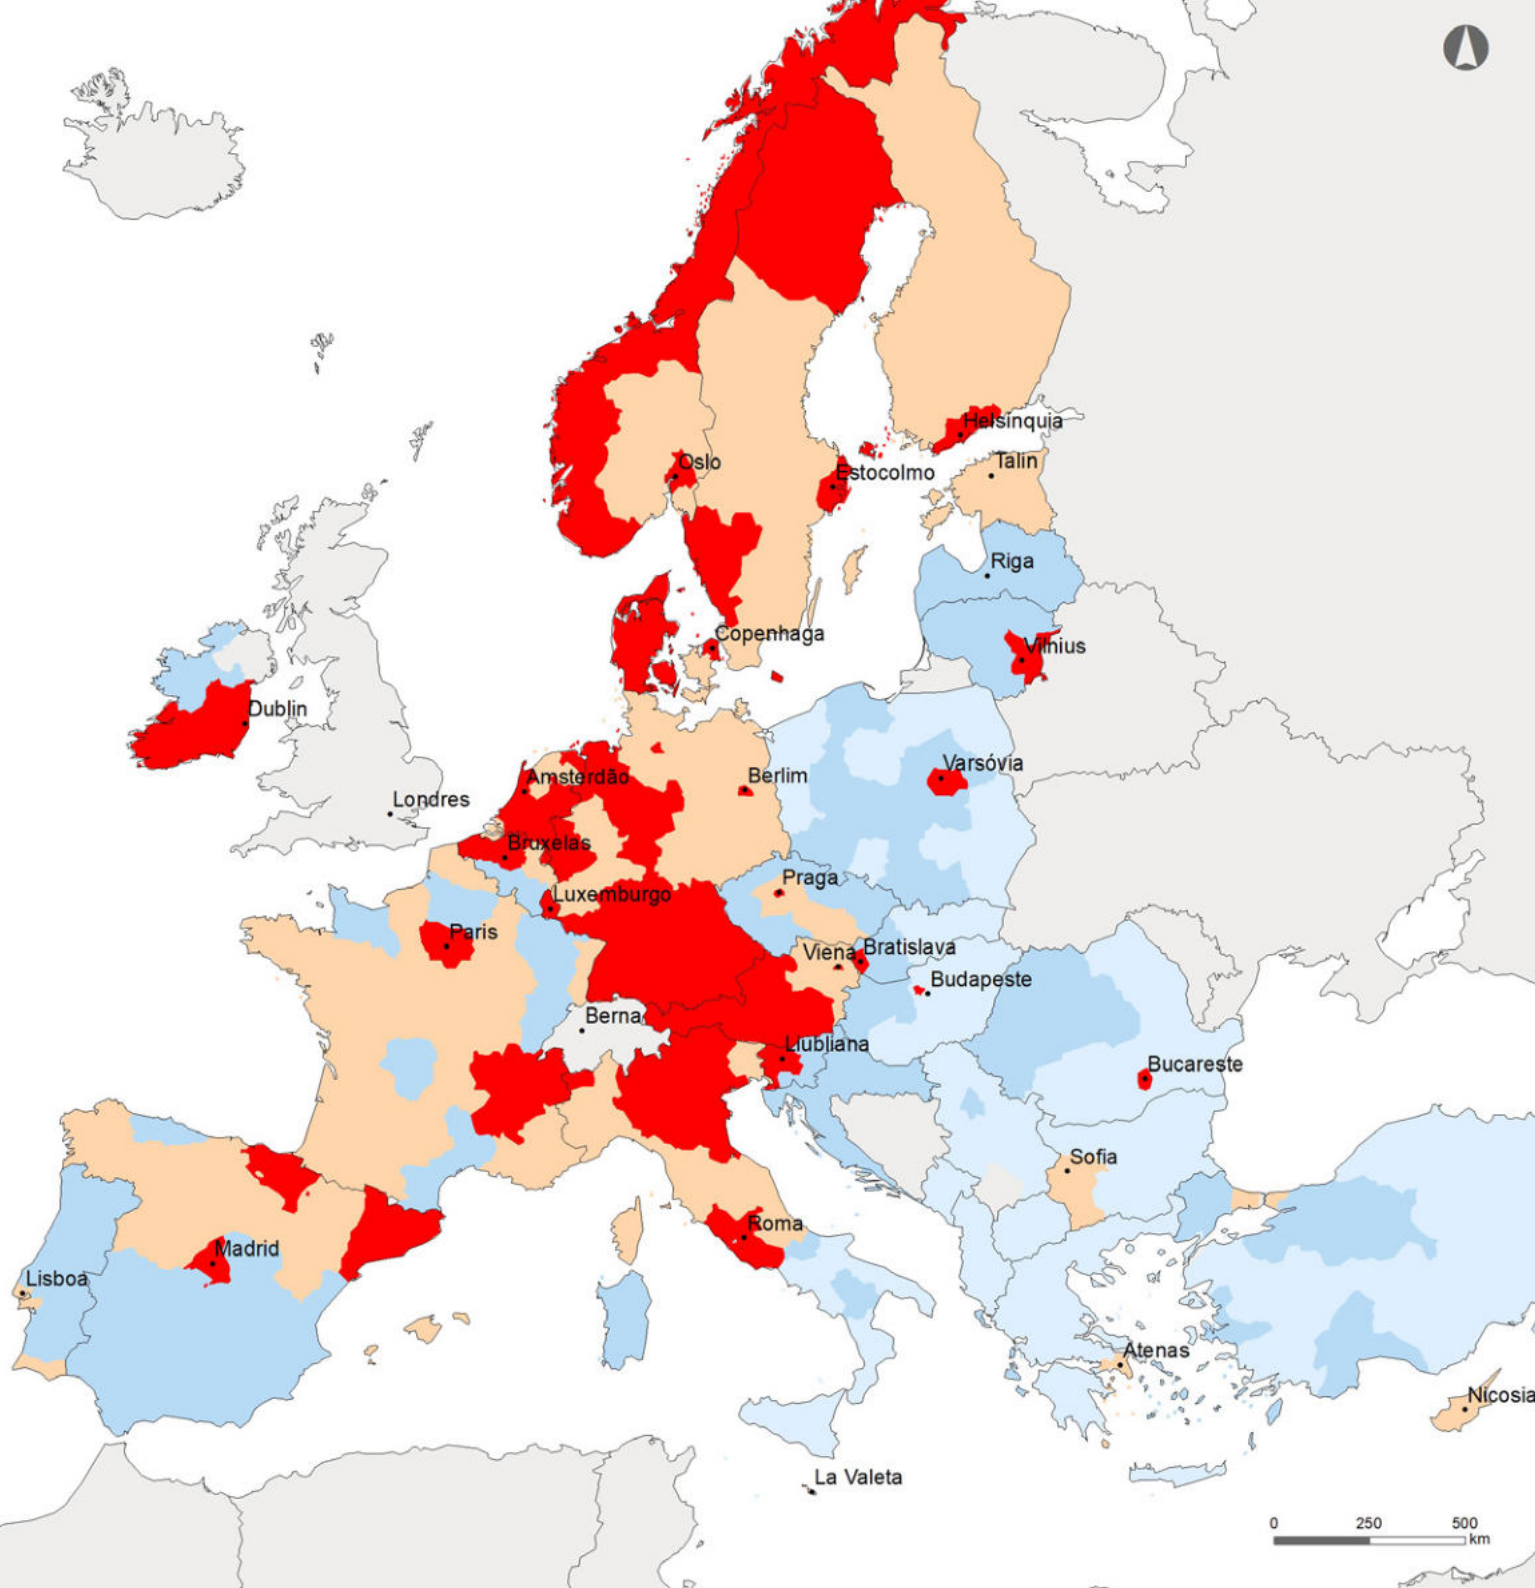 Helsínquia
Oslo
Talin
Estocolmo
Riga
Copenhaga
Vilnius
Dublin
Varsóvia
Amsterdão
Berlim
Londres
Bruxelas
Praga
Luxemburgo
Paris
Viena
Bratislava
Budapeste
Berna
Liubliana
Bucareste
Sofia
Roma
Madrid
Lisboa
Atenas
Nicosia
La Valeta
0 250 500
km